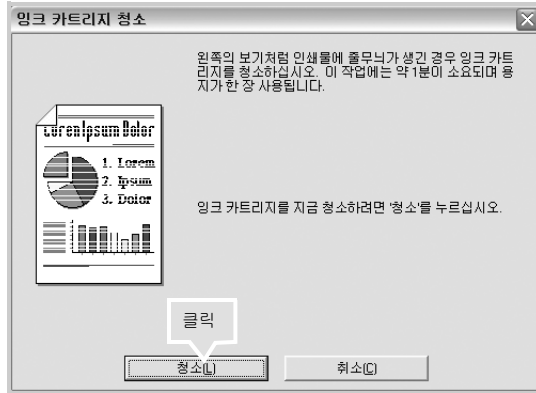 잉크 카트리지 청소
왼쪽의 보기처럼 인쇄물에 줄무늬가 생긴 경우 잉크 카트
리지를 청소하십시오. 이 작업에는 약 1분이 소요되며 용
지가 한 장 사용됩니다.
Lorem Ipsum Dolor
1. Lorem
2. Ipsum
3. Dolor
잉크 카트리지를 지금 청소하려면 '청소'를 누르십시오.
클릭
청소(L)
취소(C)